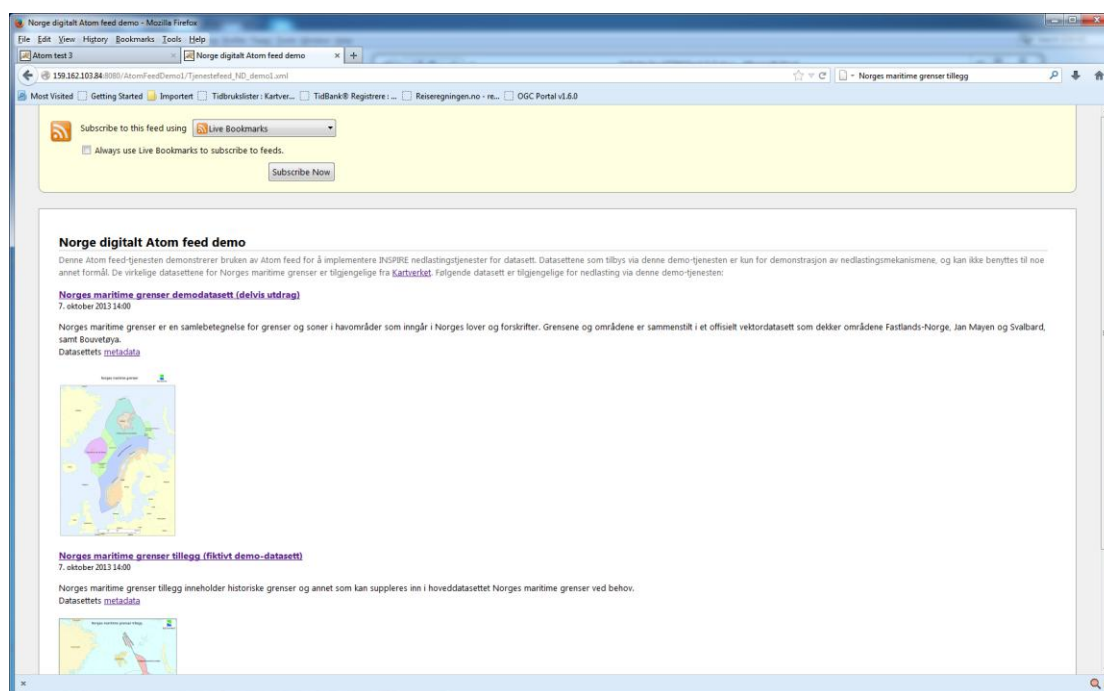 Norge digitalt Atom feed demo - Mozilla Firefox
File Edit View History Bookmarks Tools Help
Atom test 3
Norge digitalt Atom feed demo
159.162.103.84:8080/AtomFeedDemo1/Tjenestefeed_ND_demo1.xml
Norges maritime grenser tillegg
Most Visited Getting Started Importert Tidbrukslister : Kartver... TidBank® Registrere : ... Reiseregningen.no - re... OGC Portal v1.6.0
Subscribe to this feed using Live Bookmarks
Always use Live Bookmarks to subscribe to feeds.
Subscribe Now
Norge digitalt Atom feed demo
Denne Atom feed-tjenesten demonstrerer bruken av Atom feed for å implementere INSPIRE nedlastingstjenester for datasett. Datasettene som tilbys via denne demo-tjenesten er kun for demonstrasjon av nedlastingsmekanismene, og kan ikke benyttes til noe
annet formål. De virkelige datasettene for Norges maritime grenser er tilgjengelige fra Kartverket. Følgende datasett er tilgjengelige for nedlasting via denne demo-tjenesten:
Norges maritime grenser demodatasett (delvis utdrag)
7. oktober 2013 14:00
Norges maritime grenser er en samlebetegnelse for grenser og soner i havområder som inngår i Norges lover og forskrifter. Grensene og områdene er sammenstilt i et offisielt vektordatasett som dekker områdene Fastlands-Norge, Jan Mayen og Svalbard,
samt Bouvetøya.
Datasettets metadata
Norges maritime grenser
Norges maritime grenser tillegg (fiktivt demo-datasett)
7. oktober 2013 14:00
Norges maritime grenser tillegg inneholder historiske grenser og annet som kan suppleres inn i hoveddatasettet Norges maritime grenser ved behov.
Datasettets metadata
Norges maritime grenser tillegg